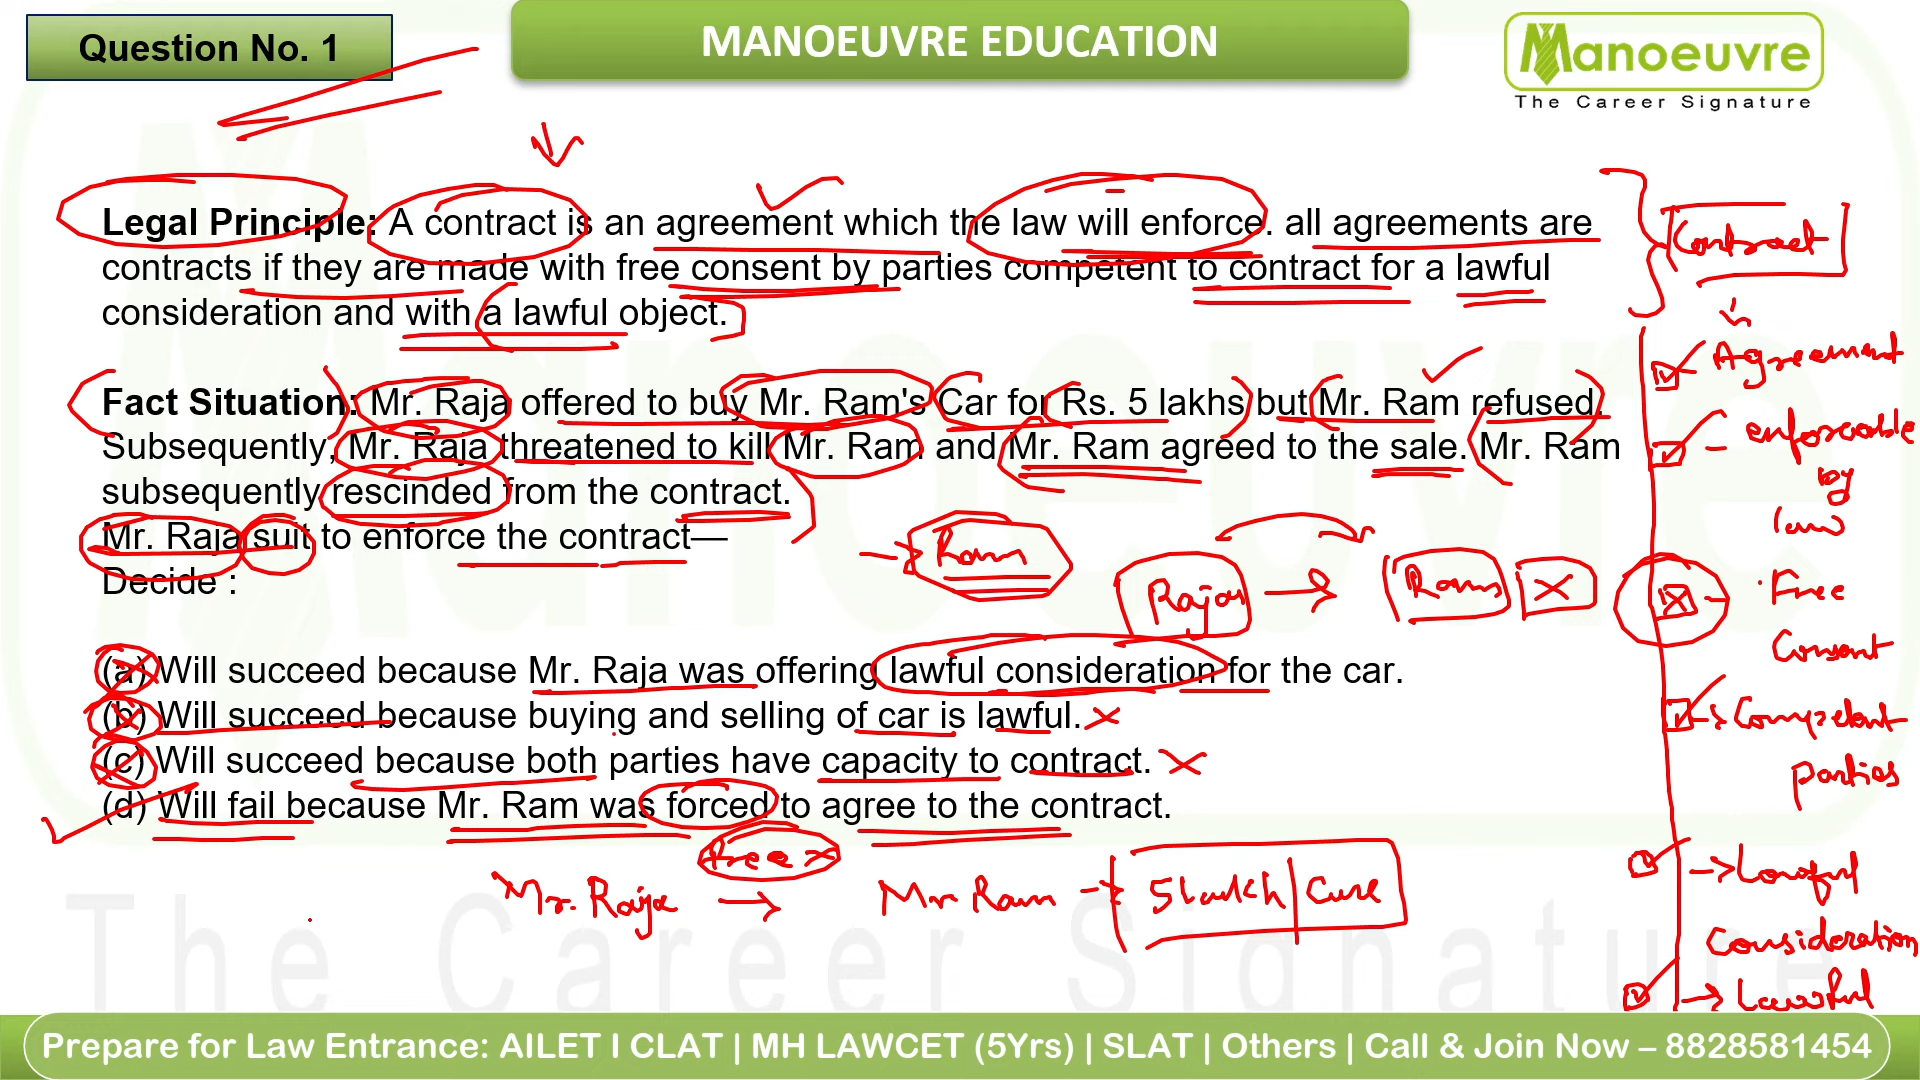 Question No. 1
MANOEUVRE EDUCATION
Manoeuvre
The Career Signature
Legal Principle: A contract is an agreement which the law will enforce. all agreements are
contracts if they are made with free consent by parties competent to contract for a lawful
consideration and with a lawful object.
Fact Situation: Mr. Raja offered to buy Mr. Ram's Car for Rs. 5 lakhs but Mr. Ram refused.
Subsequently, Mr. Raja threatened to kill Mr. Ram and Mr. Ram agreed to the sale. Mr. Ram
subsequently rescinded from the contract.
Mr. Raja suit to enforce the contract—
Decide :
(a) Will succeed because Mr. Raja was offering lawful consideration for the car.
(b) Will succeed because buying and selling of car is lawful.
(c) Will succeed because both parties have capacity to contract.
(d) Will fail because Mr. Ram was forced to agree to the contract.
Contract
Agreement
enforceable
by
law
Free
Consent
Competent
parties
Lawful
Consideration
Lawful
Ram
Raja
Ram
free
Mr. Raja
Mr Ram
The Career Signature
Prepare for Law Entrance: AILET I CLAT | MH LAWCET (5Yrs) | SLAT | Others | Call & Join Now – 8828581454